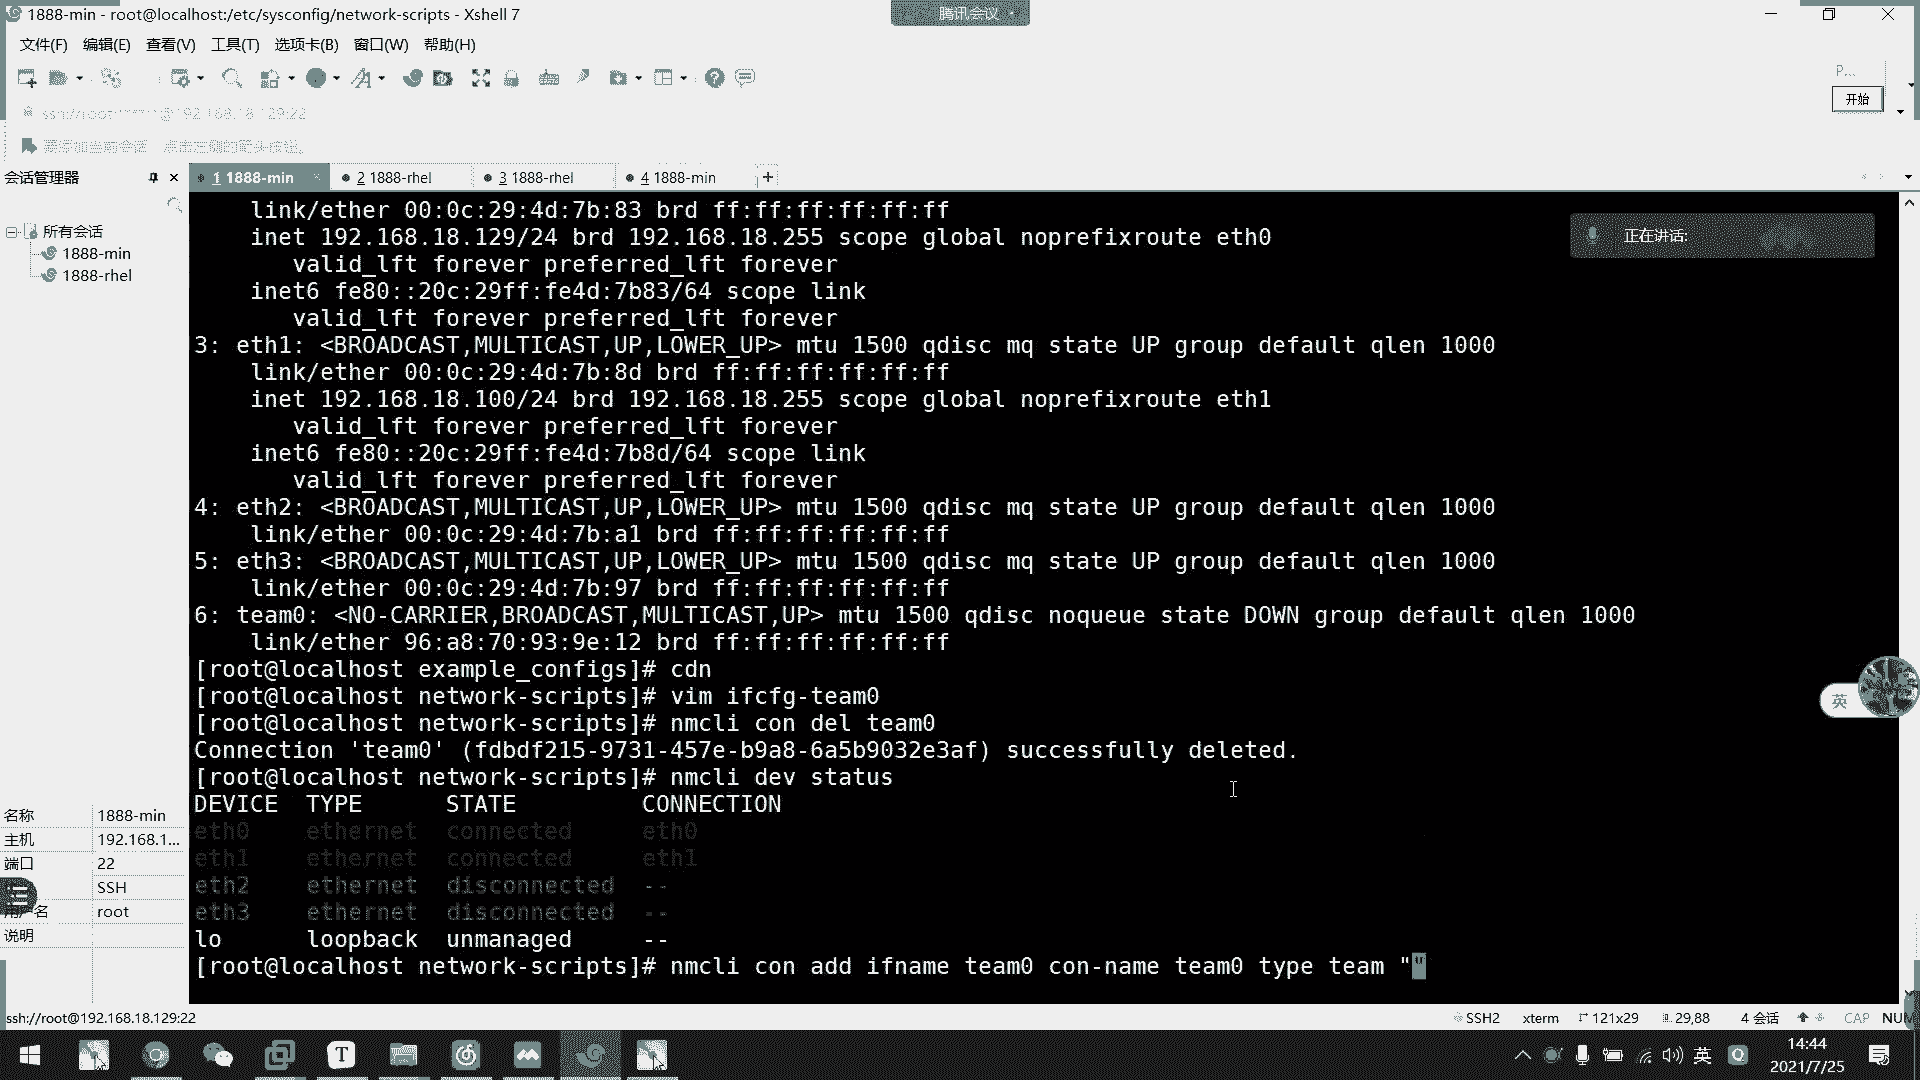 1888-min - root@localhost:/etc/sysconfig/network-scripts - Xshell 7
腾讯会议
文件(F) 编辑(E) 查看(V) 工具(T) 选项卡(B) 窗口(W) 帮助(H)
P...
开始
ssh://root:
@192.168.18.129:22
要添加当前会话，点击左侧的箭头按钮。
会话管理器
1 1888-min
2 1888-rhel
3 1888-rhel
4 1888-min
+
所有会话
1888-min
1888-rhel
正在讲话:
link/ether 00:0c:29:4d:7b:83 brd ff:ff:ff:ff:ff:ff
inet 192.168.18.129/24 brd 192.168.18.255 scope global noprefixroute eth0
valid_lft forever preferred_lft forever
inet6 fe80::20c:29ff:fe4d:7b83/64 scope link
valid_lft forever preferred_lft forever
3: eth1: <BROADCAST,MULTICAST,UP,LOWER_UP> mtu 1500 qdisc mq state UP group default qlen 1000
link/ether 00:0c:29:4d:7b:8d brd ff:ff:ff:ff:ff:ff
inet 192.168.18.100/24 brd 192.168.18.255 scope global noprefixroute eth1
valid_lft forever preferred_lft forever
inet6 fe80::20c:29ff:fe4d:7b8d/64 scope link
valid_lft forever preferred_lft forever
4: eth2: <BROADCAST,MULTICAST,UP,LOWER_UP> mtu 1500 qdisc mq state UP group default qlen 1000
link/ether 00:0c:29:4d:7b:a1 brd ff:ff:ff:ff:ff:ff
5: eth3: <BROADCAST,MULTICAST,UP,LOWER_UP> mtu 1500 qdisc mq state UP group default qlen 1000
link/ether 00:0c:29:4d:7b:97 brd ff:ff:ff:ff:ff:ff
6: team0: <NO-CARRIER,BROADCAST,MULTICAST,UP> mtu 1500 qdisc noqueue state DOWN group default qlen 1000
link/ether 96:a8:70:93:9e:12 brd ff:ff:ff:ff:ff:ff
[root@localhost example_configs]# cdn
[root@localhost network-scripts]# vim ifcfg-team0
[root@localhost network-scripts]# nmcli con del team0
Connection 'team0' (fdbdf215-9731-457e-b9a8-6a5b9032e3af) successfully deleted.
[root@localhost network-scripts]# nmcli dev status
DEVICE TYPE STATE CONNECTION
eth0 ethernet connected eth0
eth1 ethernet connected eth1
eth2 ethernet disconnected --
eth3 ethernet disconnected --
lo loopback unmanaged --
[root@localhost network-scripts]# nmcli con add ifname team0 con-name team0 type team ""
英
名称 1888-min
主机 192.168.1...
端口 22
SSH
用户名 root
说明
ssh://root@192.168.18.129:22
SSH2 xterm 121x29 29,88 4 会话 CAP NUM
英
14:44
2021/7/25